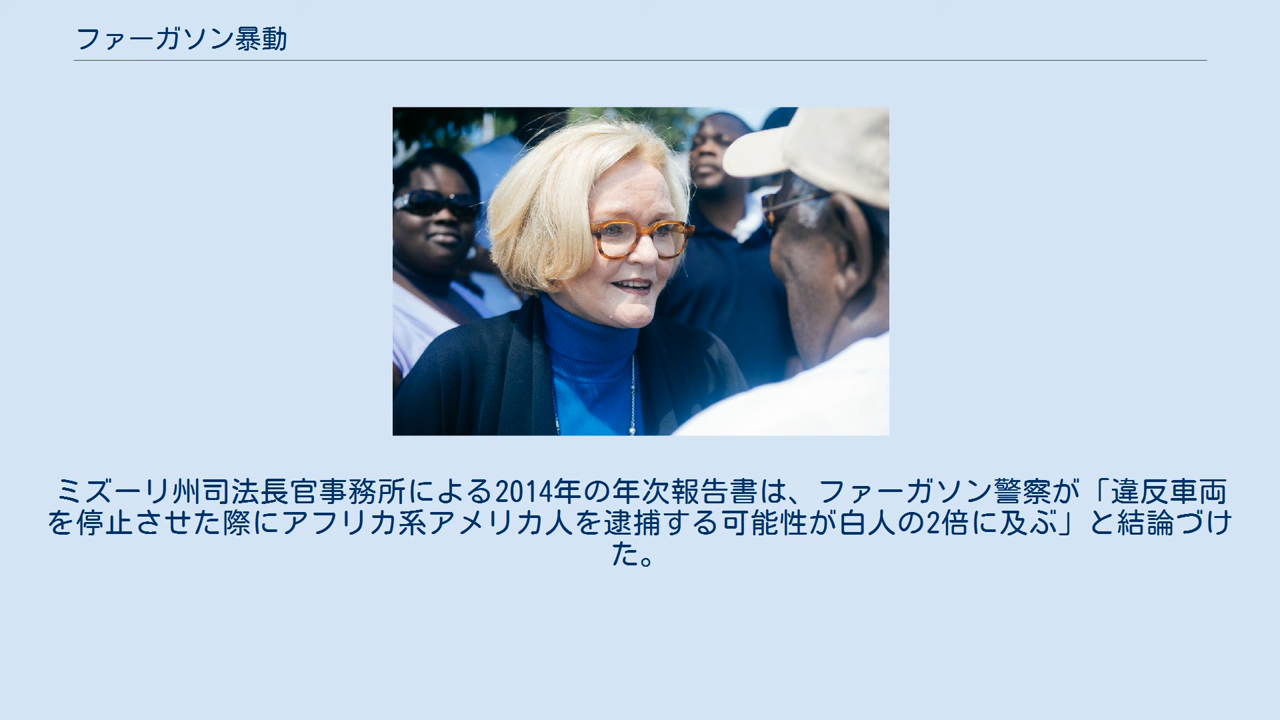 ファーガソン暴動
ミズーリ州司法長官事務所による2014年の年次報告書は、ファーガソン警察が「違反車両
を停止させた際にアフリカ系アメリカ人を逮捕する可能性が白人の2倍に及ぶ」と結論づけ
た。